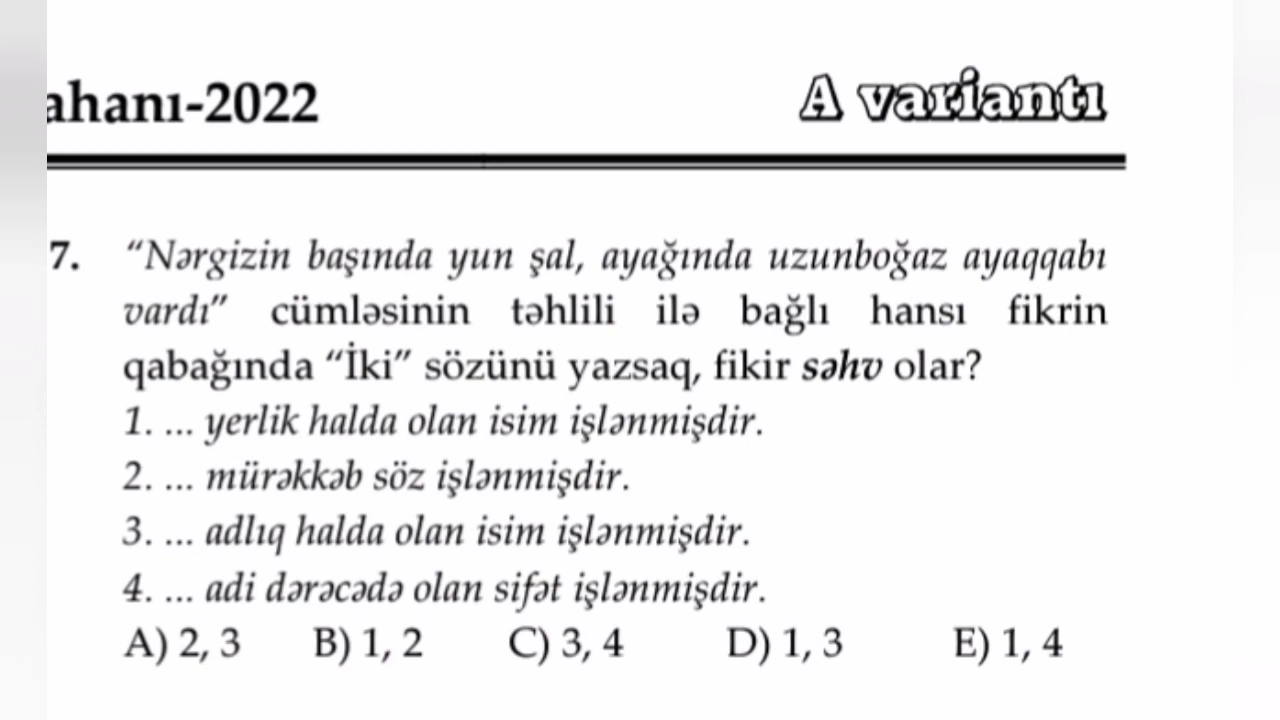 ahanı-2022
A variantı
7. “Nərgizin başında yun şal, ayağında uzunboğaz ayaqqabı
vardı” cümləsinin təhlili ilə bağlı hansı fikrin
qabağında “İki” sözünü yazsaq, fikir səhv olar?
1. ... yerlik halda olan isim işlənmişdir.
2. ... mürəkkəb söz işlənmişdir.
3. ... adlıq halda olan isim işlənmişdir.
4. ... adi dərəcədə olan sifət işlənmişdir.
A) 2, 3 B) 1, 2 C) 3, 4 D) 1, 3 E) 1, 4